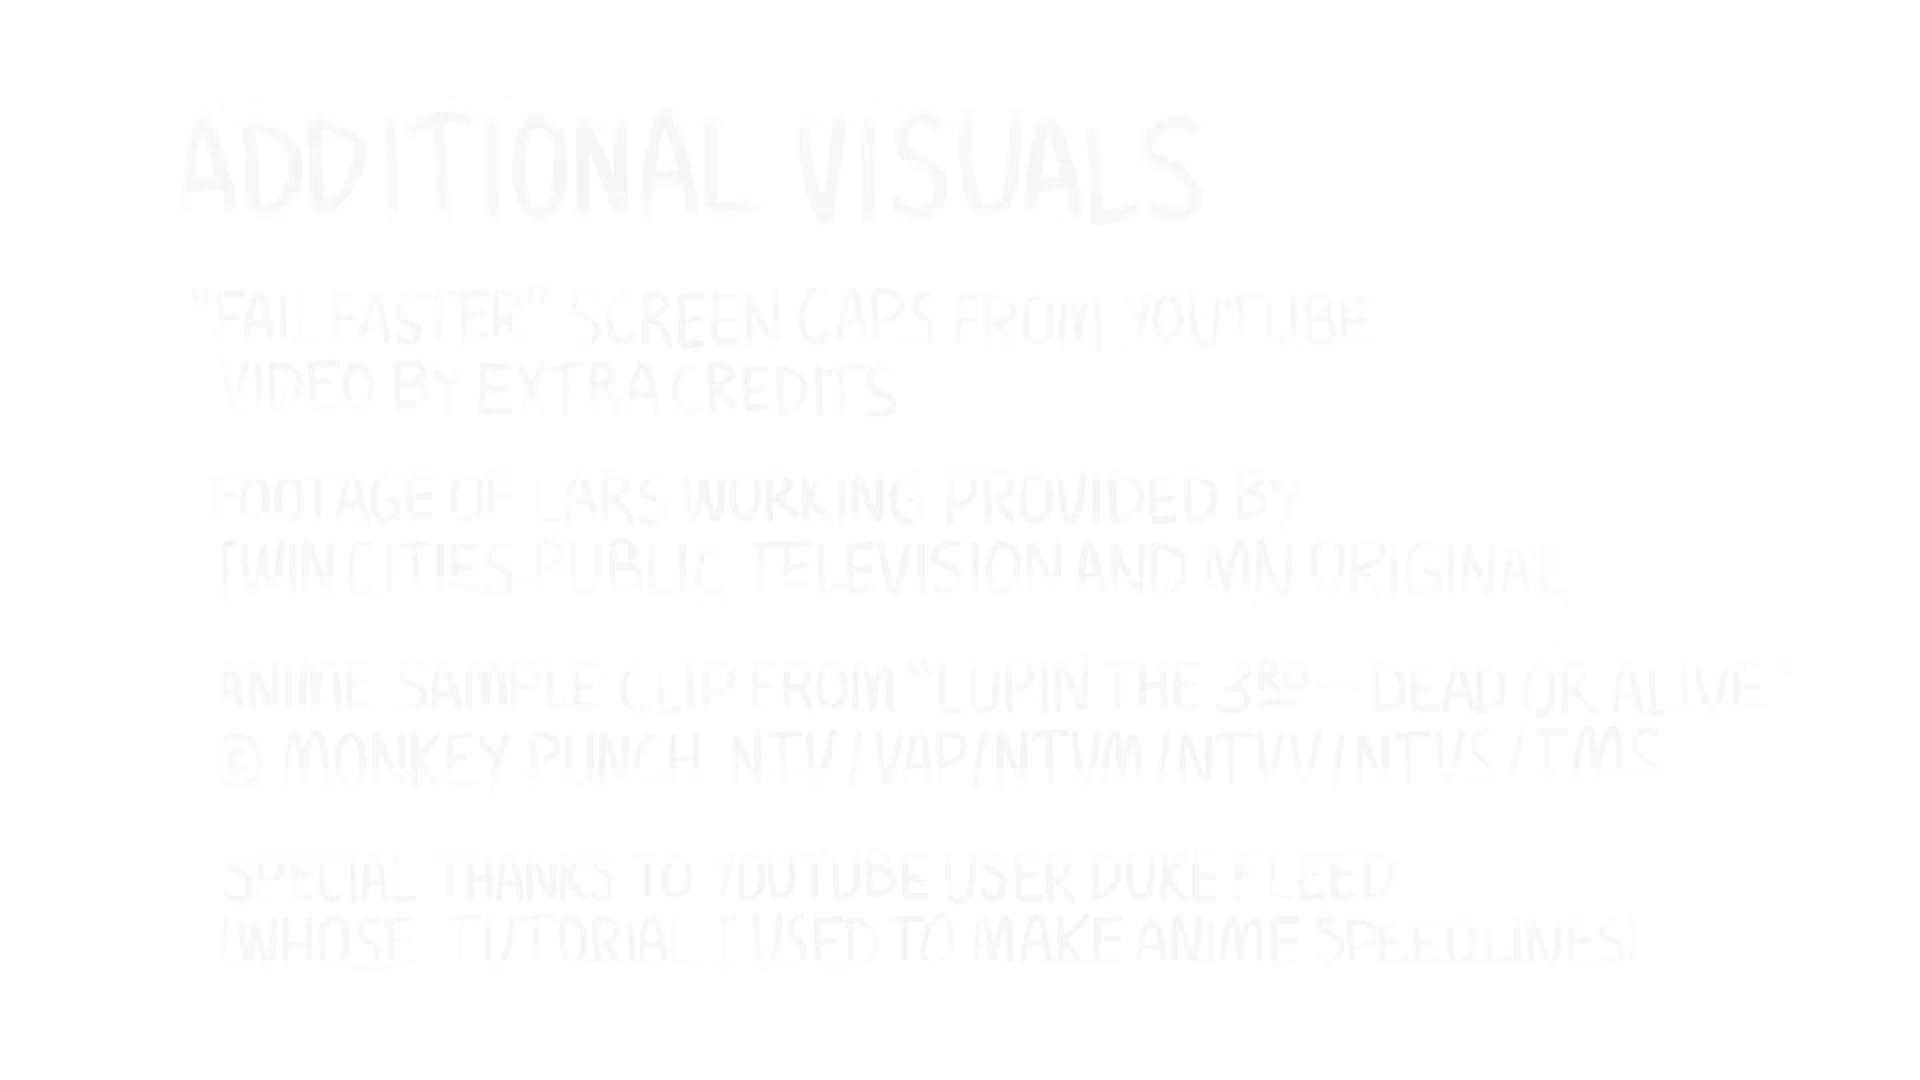 ADDITIONAL VISUALS
"FAIL FASTER" SCREEN CAPS FROM YOUTUBE
VIDEO BY EXTRA CREDITS
FOOTAGE OF LARS WORKING PROVIDED BY
TWIN CITIES PUBLIC TELEVISION AND MN ORIGINAL
ANIME SAMPLE CLIP FROM "LUPIN THE 3RD — DEAD OR ALIVE"
© MONKEY PUNCH NTV/VAP/NTVM/NTVV/NTVS/TMS
SPECIAL THANKS TO YOUTUBE USER DUKE FLEED
(WHOSE TUTORIAL I USED TO MAKE ANIME SPEEDLINES)